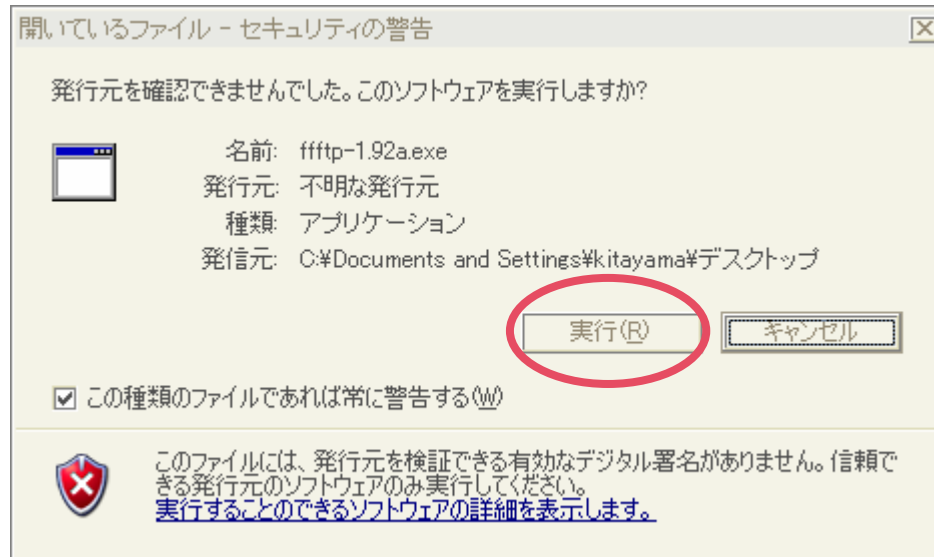 開いているファイル - セキュリティの警告
発行元を確認できませんでした。このソフトウェアを実行しますか?
名前: ffftp-1.92a.exe
発行元: 不明な発行元
種類: アプリケーション
発信元: C:¥Documents and Settings¥kitayama¥デスクトップ
実行(R) キャンセル
この種類のファイルであれば常に警告する(W)
このファイルには、発行元を検証できる有効なデジタル署名がありません。信頼で
きる発行元のソフトウェアのみ実行してください。
実行することのできるソフトウェアの詳細を表示します。